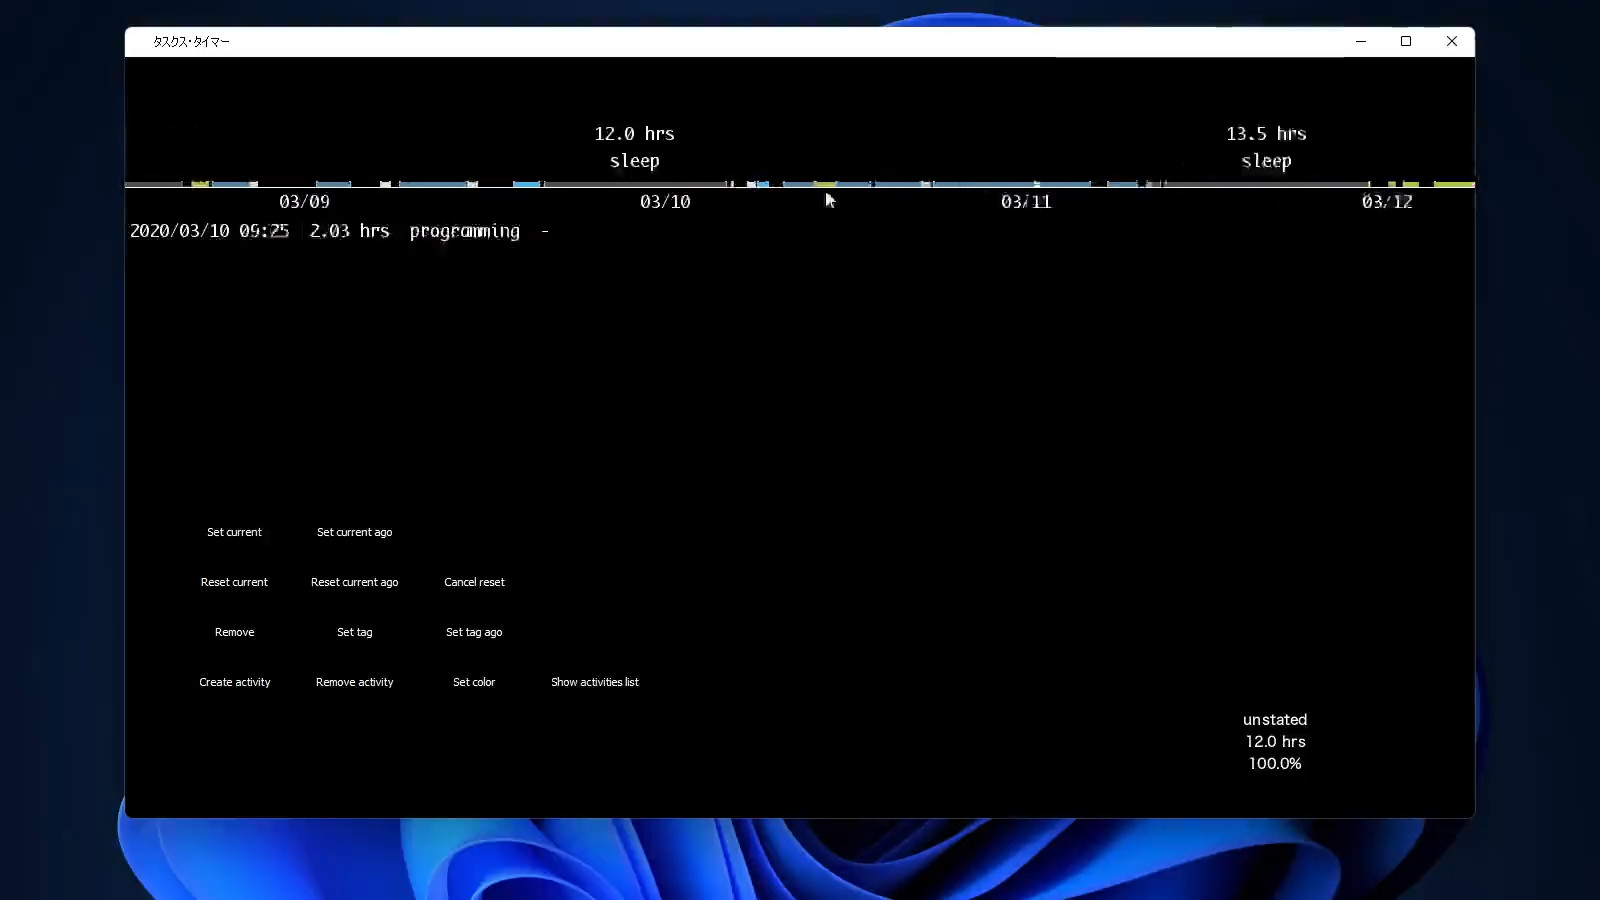 タスクス・タイマー
12.0 hrs
sleep
13.5 hrs
sleep
03/09 03/10 03/11 03/12
2020/03/10 09:25 2.03 hrs programming -
Set current Set current ago
Reset current Reset current ago Cancel reset
Remove Set tag Set tag ago
Create activity Remove activity Set color Show activities list
unstated
12.0 hrs
100.0%